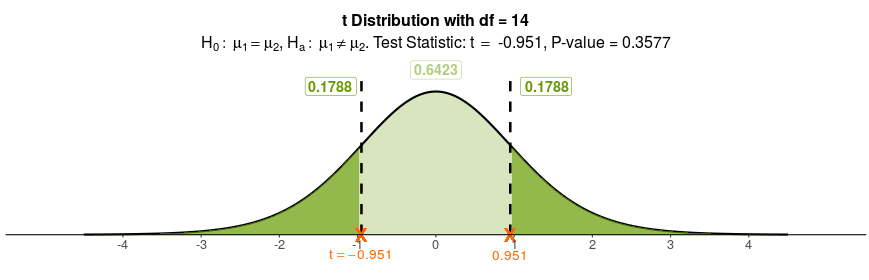 t Distribution with df = 14
H₀: μ₁ = μ₂, Hₐ: μ₁ ≠ μ₂. Test Statistic: t = -0.951, P-value = 0.3577
0.6423
0.1788 0.1788
-4 -3 -2 -1 0 1 2 3 4
t = −0.951 0.951